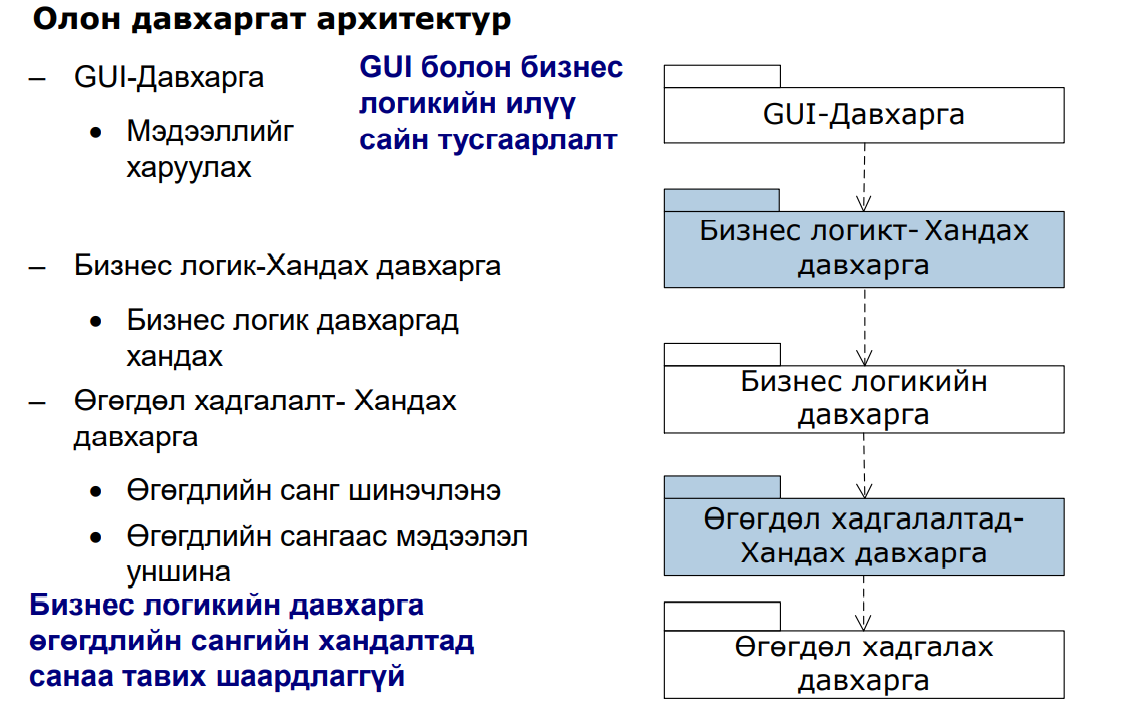 Олон давхаргат архитектур
– GUI-Давхарга
• Мэдээллийг
харуулах
GUI болон бизнес
логикийн илүү
сайн тусгаарлалт
– Бизнес логик-Хандах давхарга
• Бизнес логик давхаргад
хандах
– Өгөгдөл хадгалалт- Хандах
давхарга
• Өгөгдлийн санг шинэчлэнэ
• Өгөгдлийн сангаас мэдээлэл
уншина
Бизнес логикийн давхарга
өгөгдлийн сангийн хандалтад
санаа тавих шаардлаггүй
GUI-Давхарга
Бизнес логикт- Хандах
давхарга
Бизнес логикийн
давхарга
Өгөгдөл хадгалалтад-
Хандах давхарга
Өгөгдөл хадгалах
давхарга